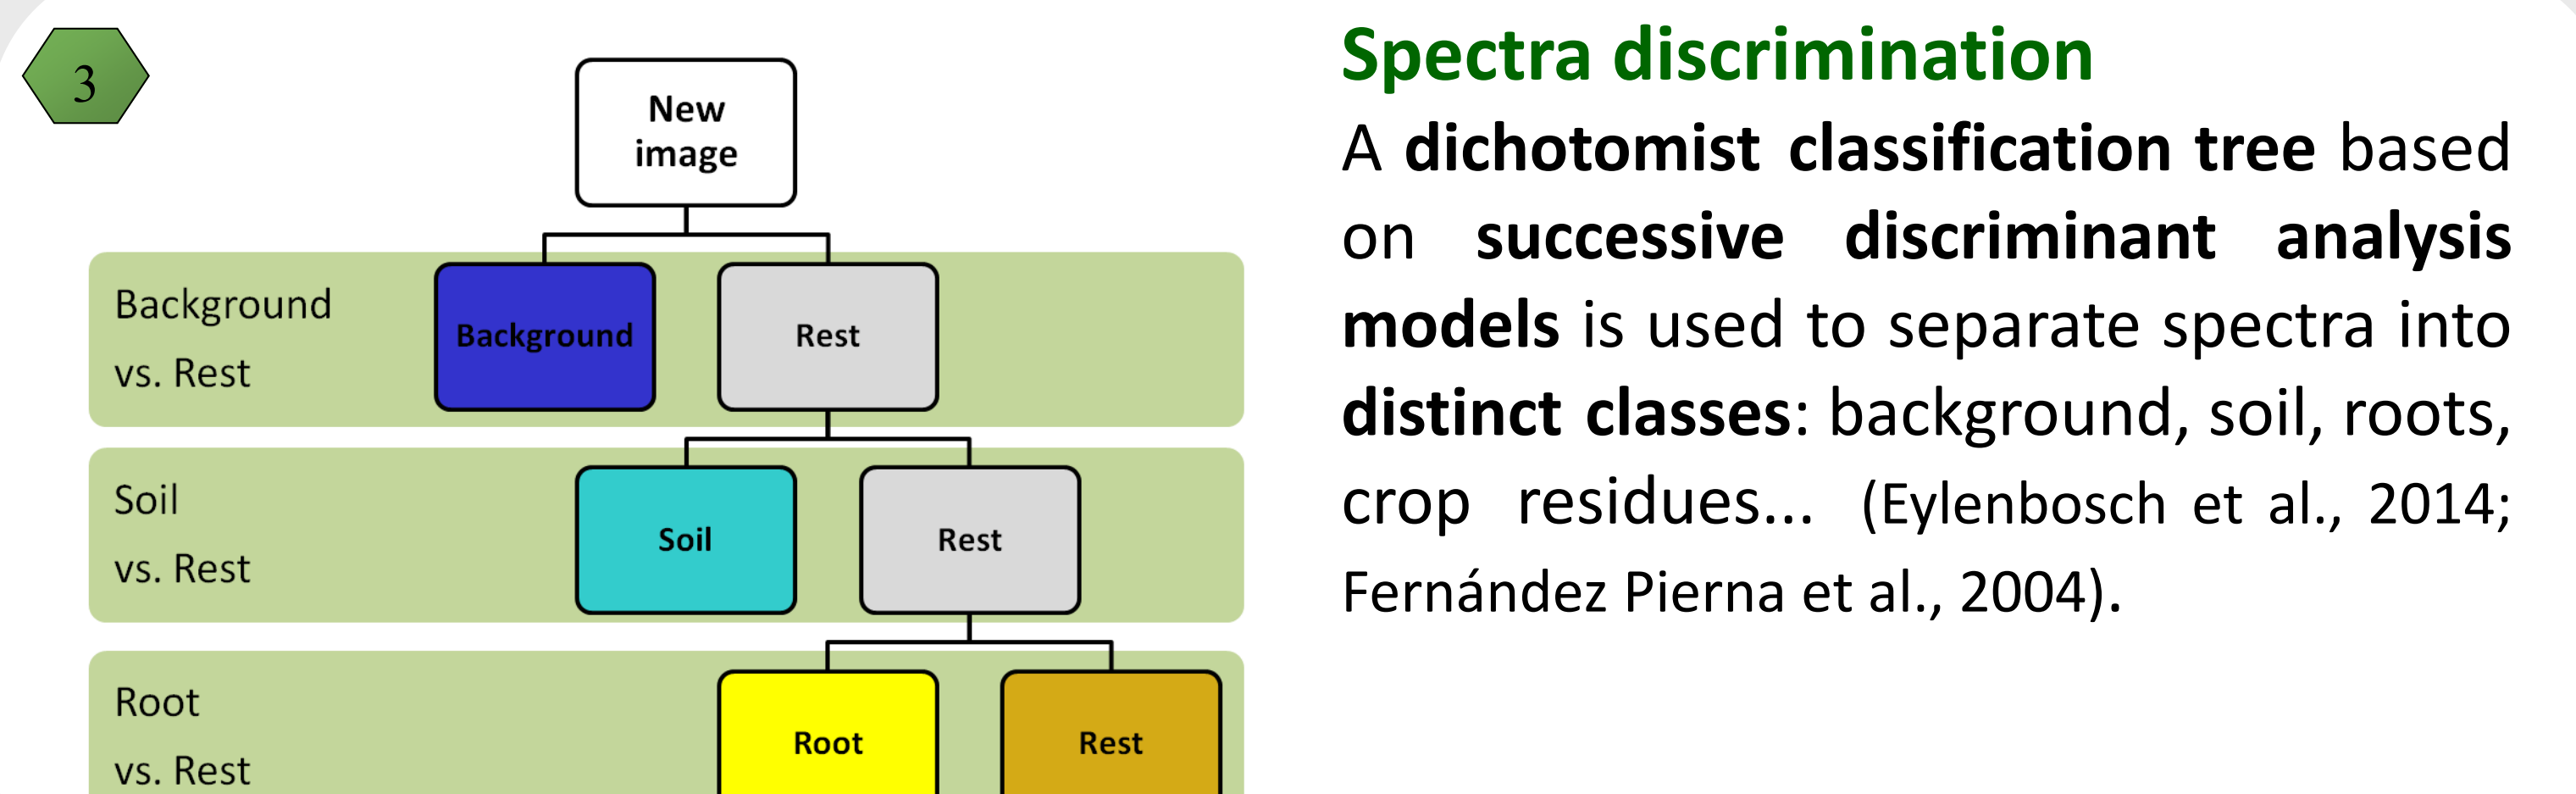 3
New
image
Background
vs. Rest
Background
Rest
Soil
vs. Rest
Soil
Rest
Root
vs. Rest
Root
Rest
Spectra discrimination
A dichotomist classification tree based
on successive discriminant analysis
models is used to separate spectra into
distinct classes: background, soil, roots,
crop residues... (Eylenbosch et al., 2014;
Fernández Pierna et al., 2004).